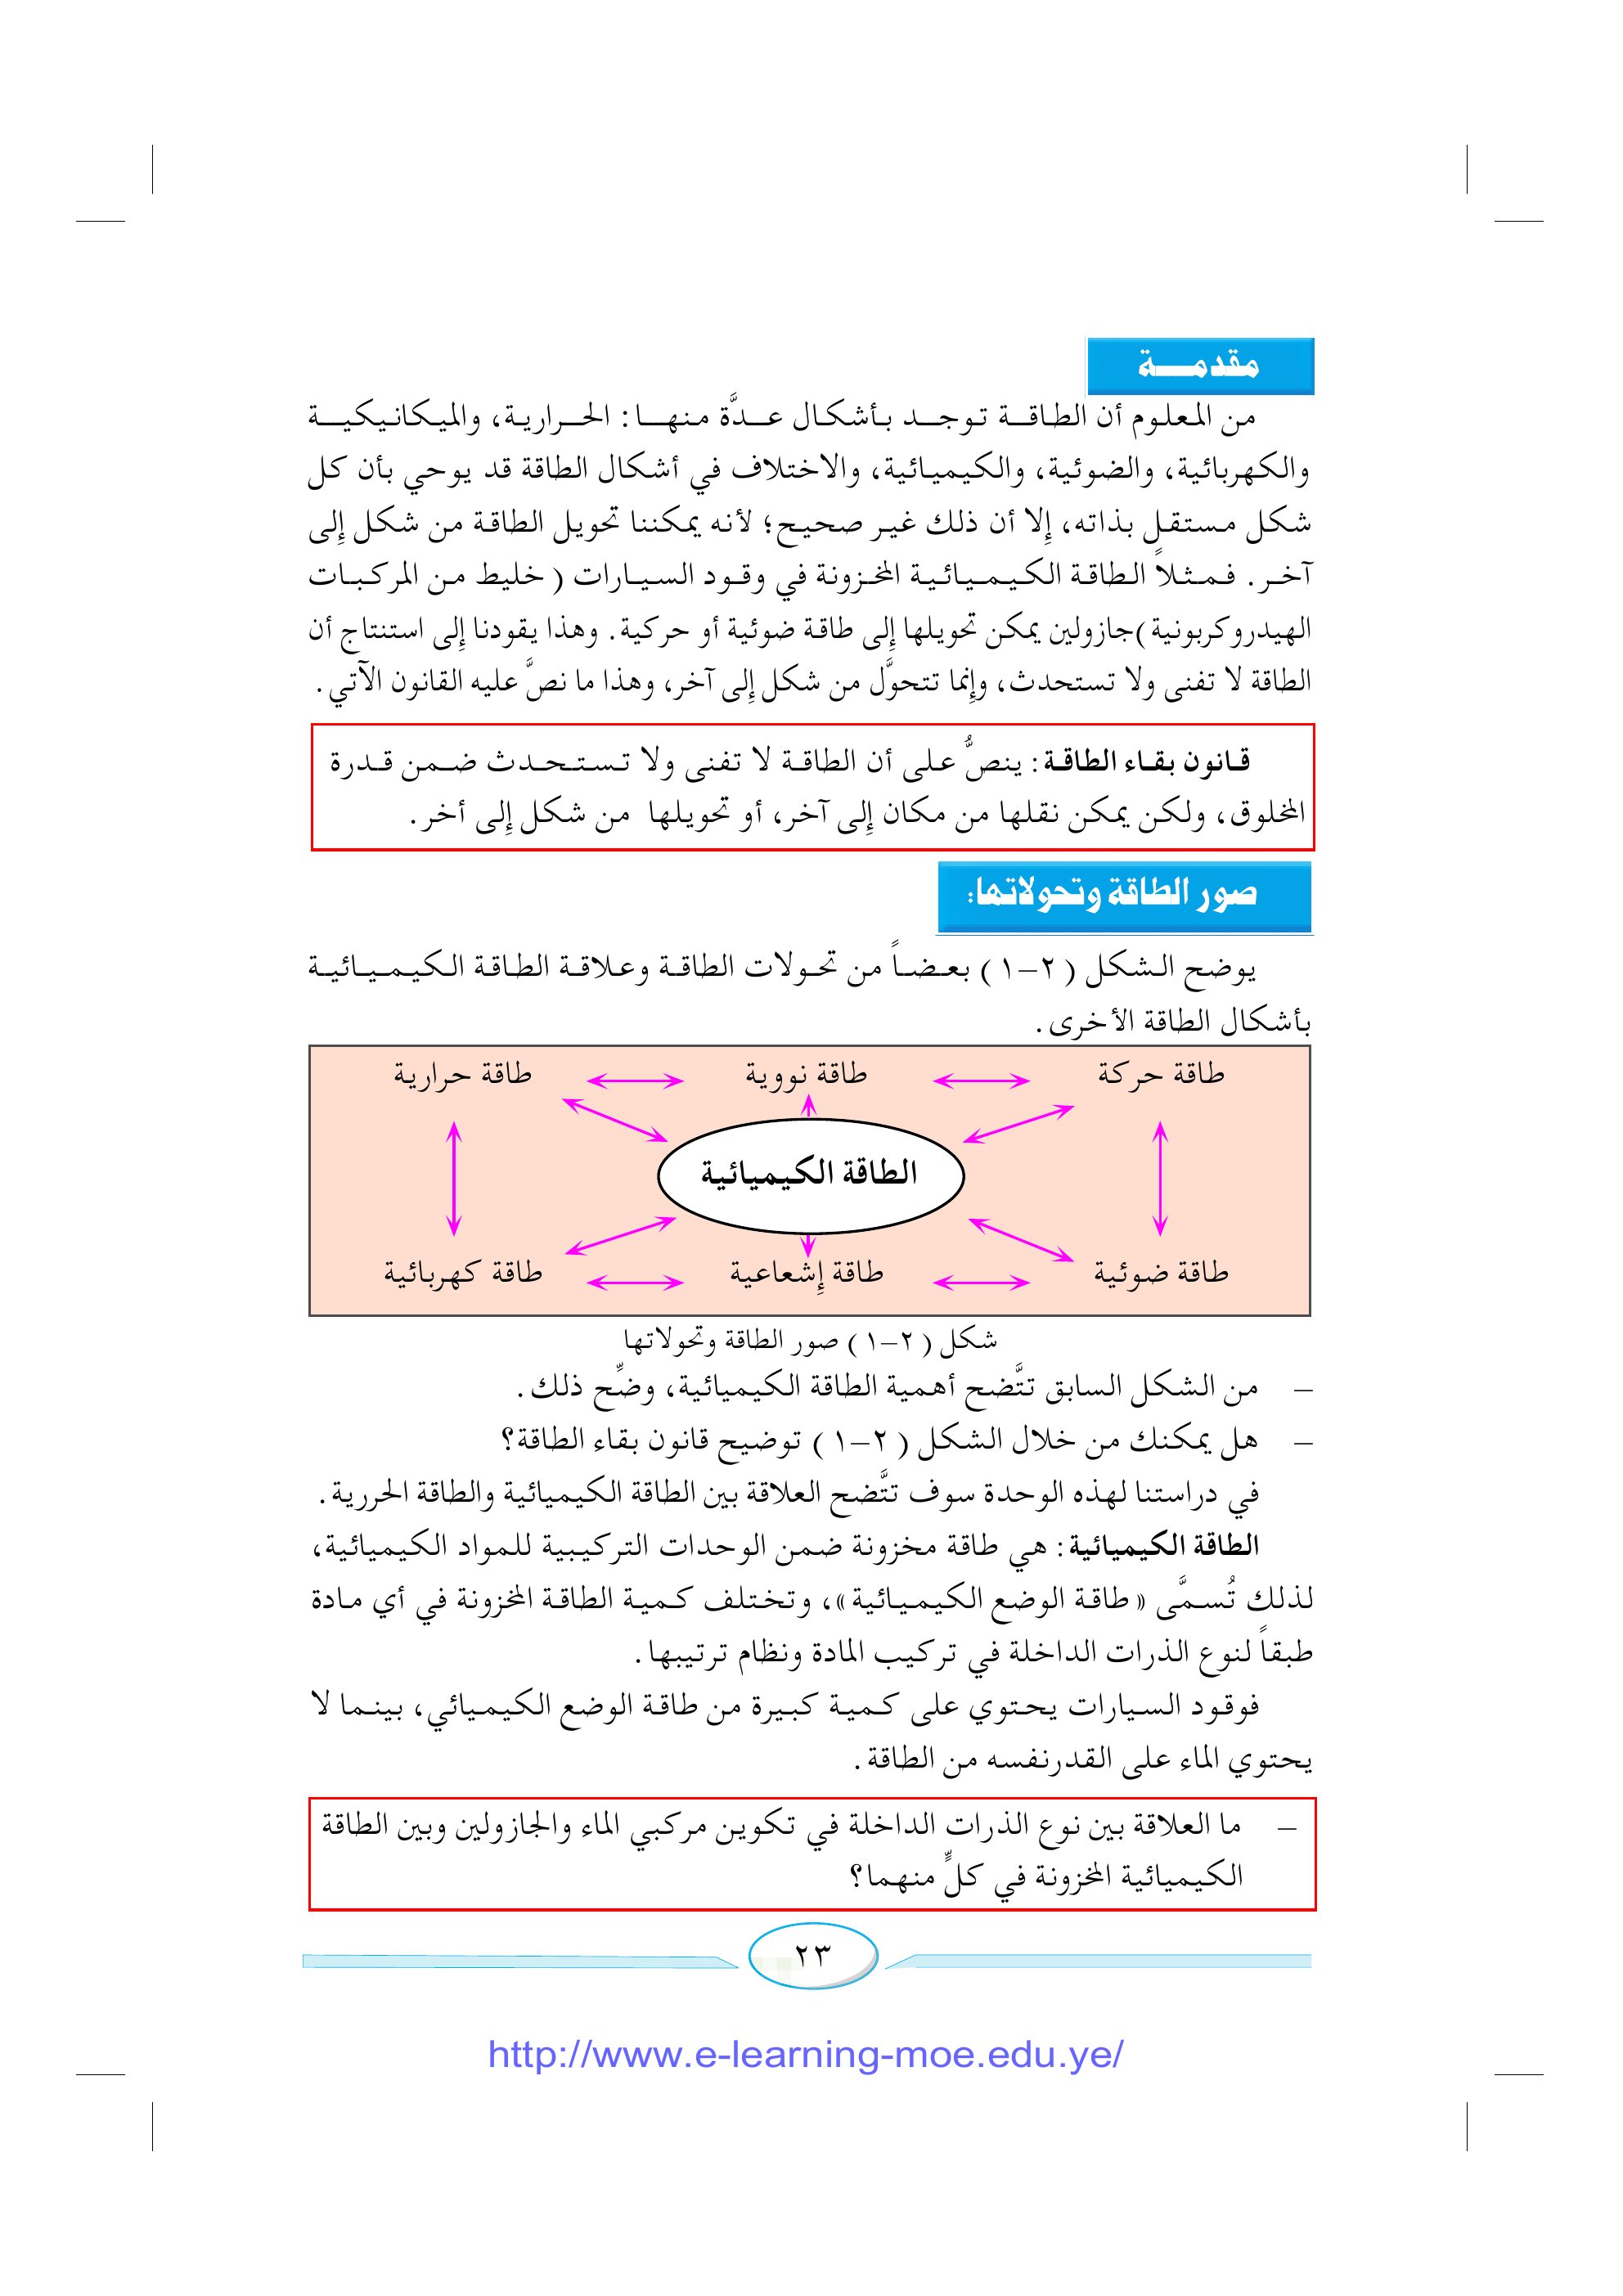 مقدمة
من المعلوم أن الطاقة توجد بأشكال عدَّة منها: الحرارية، والميكانيكية
والكهربائية، والضوئية، والكيميائية، والاختلاف في أشكال الطاقة قد يوحي بأن كل
شكل مستقل بذاته، إِلا أن ذلك غير صحيح؛ لأنه يمكننا تحويل الطاقة من شكل إِلى
آخر. فمثلاً الطاقة الكيميائية المخزونة في وقود السيارات (خليط من المركبات
الهيدروكربونية)جازولين يمكن تحويلها إِلى طاقة ضوئية أو حركية. وهذا يقودنا إِلى استنتاج أن
الطاقة لا تفنى ولا تستحدث، وإِنما تتحوَّل من شكل إِلى آخر، وهذا ما نصَّ عليه القانون الآتي.
قانون بقاء الطاقة: ينصُّ على أن الطاقة لا تفنى ولا تستحدث ضمن قدرة
المخلوق، ولكن يمكن نقلها من مكان إِلى آخر، أو تحويلها من شكل إِلى أخر.
صور الطاقة وتحولاتها:
يوضح الشكل (٢–١) بعضاً من تحولات الطاقة وعلاقة الطاقة الكيميائية
بأشكال الطاقة الأخرى.
طاقة حركة طاقة نووية طاقة حرارية
الطاقة الكيميائية
طاقة ضوئية طاقة إِشعاعية طاقة كهربائية
شكل (٢–١) صور الطاقة وتحولاتها
– من الشكل السابق تتَّضح أهمية الطاقة الكيميائية، وضِّح ذلك.
– هل يمكنك من خلال الشكل (٢–١) توضيح قانون بقاء الطاقة؟
في دراستنا لهذه الوحدة سوف تتَّضح العلاقة بين الطاقة الكيميائية والطاقة الحررية.
الطاقة الكيميائية: هي طاقة مخزونة ضمن الوحدات التركيبية للمواد الكيميائية،
لذلك تُسمَّى «طاقة الوضع الكيميائية»، وتختلف كمية الطاقة المخزونة في أي مادة
طبقاً لنوع الذرات الداخلة في تركيب المادة ونظام ترتيبها.
فوقود السيارات يحتوي على كمية كبيرة من طاقة الوضع الكيميائي، بينما لا
يحتوي الماء على القدرنفسه من الطاقة.
– ما العلاقة بين نوع الذرات الداخلة في تكوين مركبي الماء والجازولين وبين الطاقة
الكيميائية المخزونة في كلٍّ منهما؟
٢٣
http://www.e-learning-moe.edu.ye/